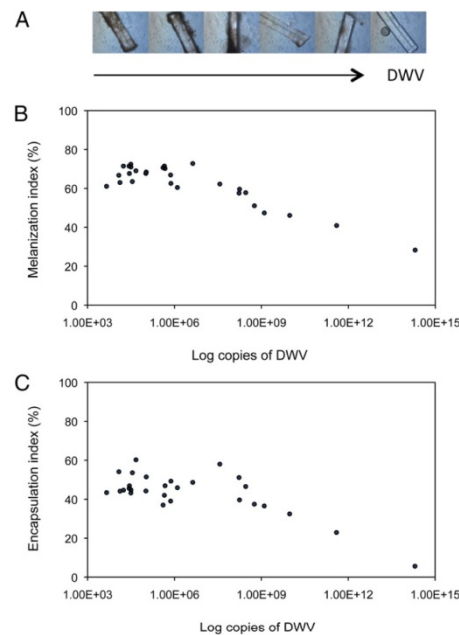 A
DWV
B
100
80
60
40
20
0
Melanization index (%)
1.00E+03 1.00E+06 1.00E+09 1.00E+12 1.00E+15
Log copies of DWV
C
100
80
60
40
20
0
Encapsulation index (%)
1.00E+03 1.00E+06 1.00E+09 1.00E+12 1.00E+15
Log copies of DWV